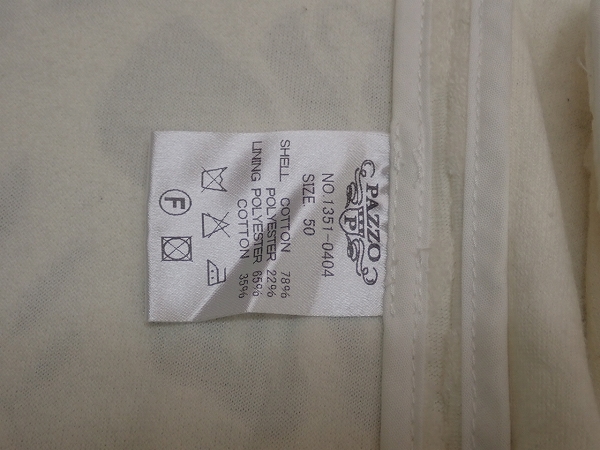 PAZZO
P
NO.1351-0404
SIZE 50
SHELL COTTON 78%
POLYESTER 22%
LINING POLYESTER 65%
COTTON 35%
F